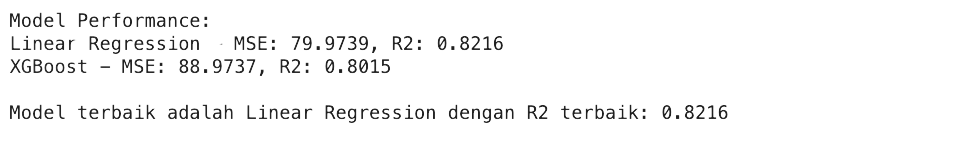 Model Performance:
Linear Regression - MSE: 79.9739, R2: 0.8216
XGBoost – MSE: 88.9737, R2: 0.8015
Model terbaik adalah Linear Regression dengan R2 terbaik: 0.8216